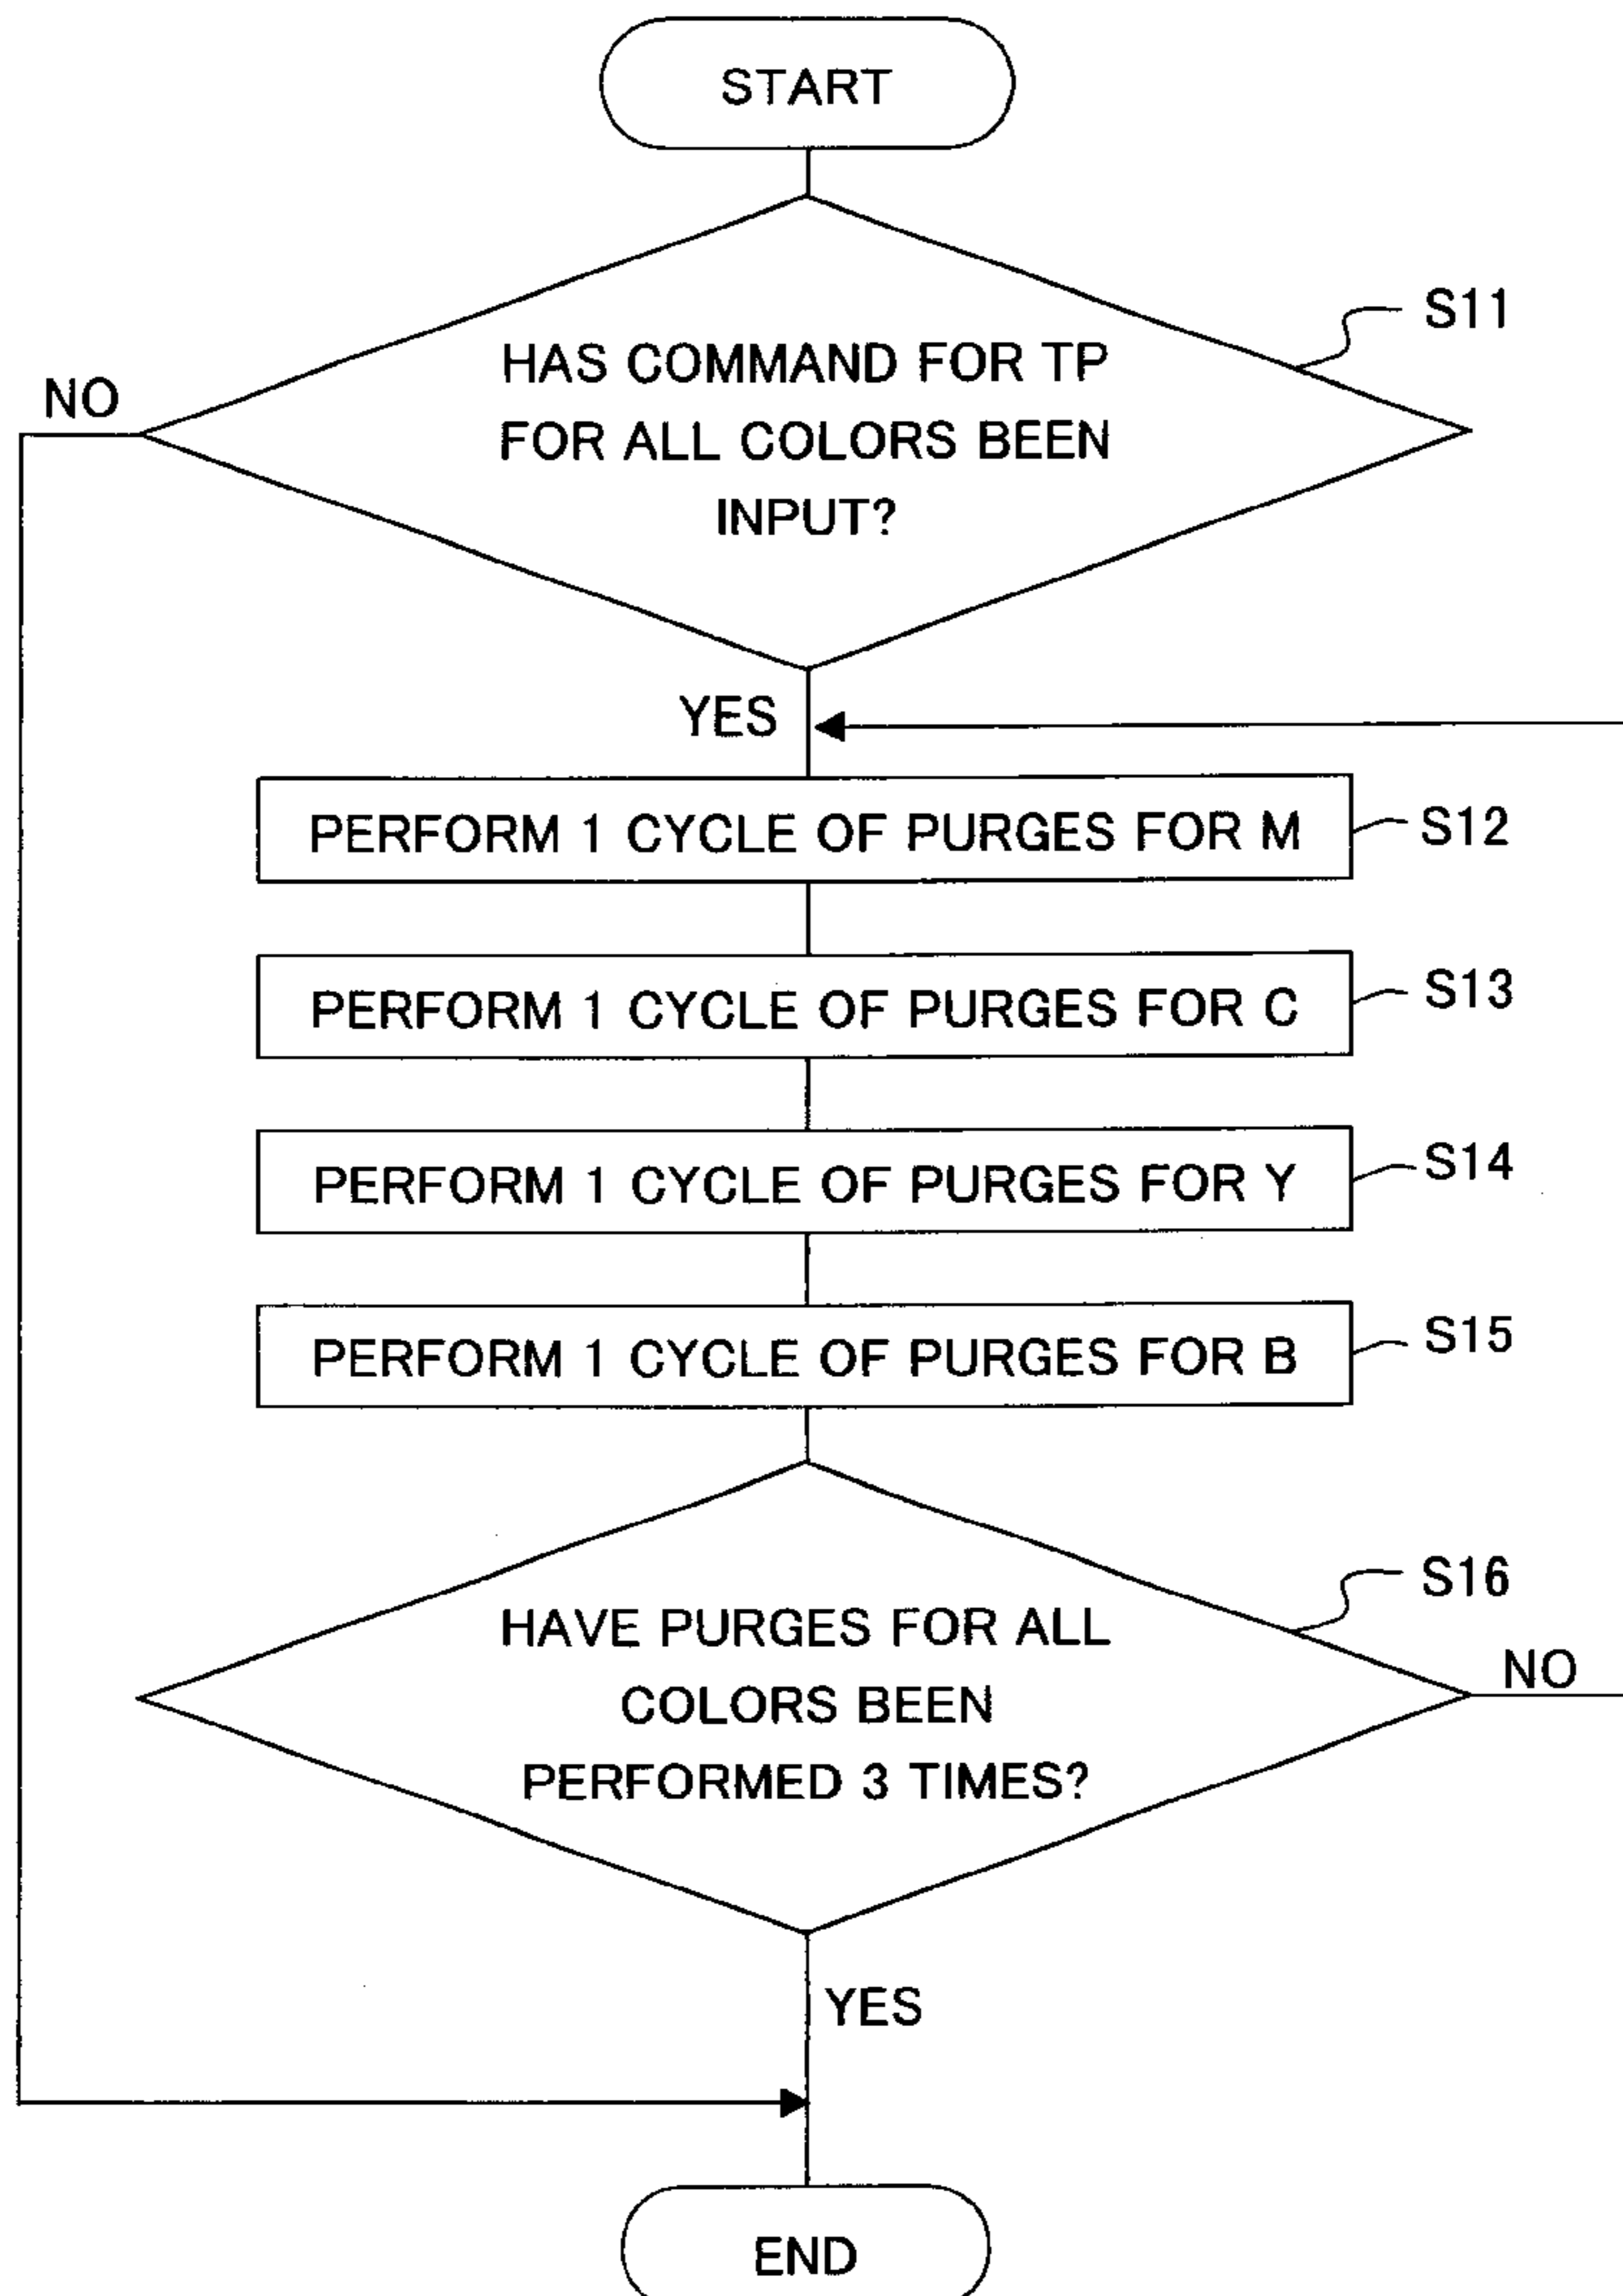 START
S11
HAS COMMAND FOR TP
FOR ALL COLORS BEEN
INPUT?
NO
YES
PERFORM 1 CYCLE OF PURGES FOR M
S12
PERFORM 1 CYCLE OF PURGES FOR C
S13
PERFORM 1 CYCLE OF PURGES FOR Y
S14
PERFORM 1 CYCLE OF PURGES FOR B
S15
S16
HAVE PURGES FOR ALL
COLORS BEEN
PERFORMED 3 TIMES?
NO
YES
END